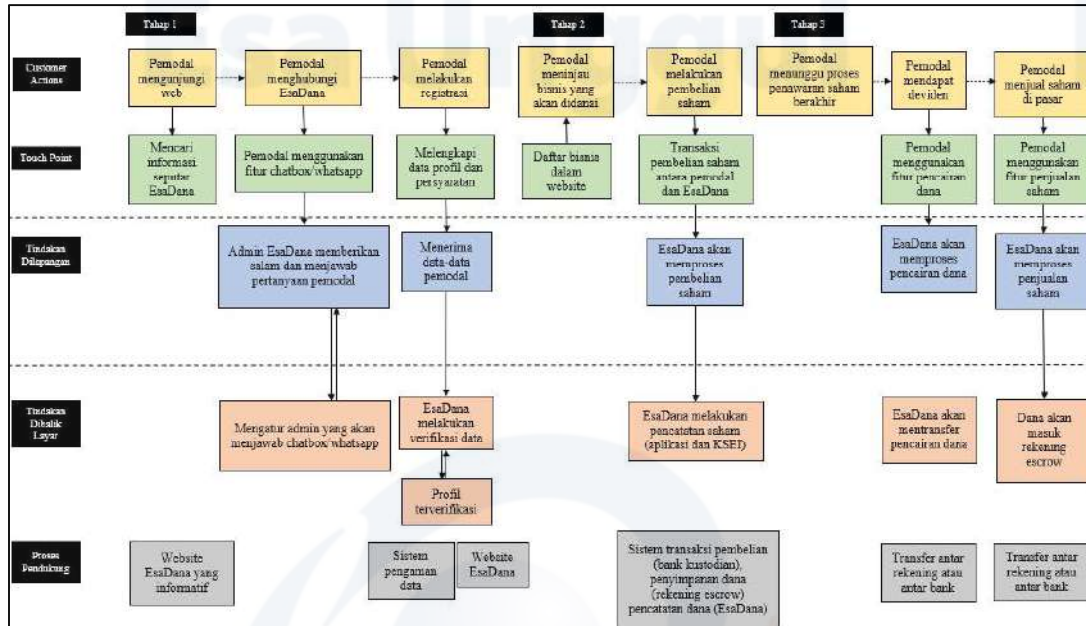 Esa Unggul
Tahap 1
Tahap 2
Tahap 3
Customer
Actions
Pemodal
mengunjungi
web
Pemodal
menghubungi
EsaDana
Pemodal
melakukan
registrasi
Pemodal
meninjau
bisnis yang
akan didanai
Pemodal
melakukan
pembelian
saham
Pemodal
menunggu proses
penawaran saham
berakhir
Pemodal
mendapat
deviden
Pemodal
menjual saham
di pasar
Touch Point
Mencari
informasi
seputar
EsaDana
Pemodal menggunakan
fitur chatbox/whatsapp
Melengkapi
data profil dan
persyaratan
Daftar bisnis
dalam
website
Transaksi
pembelian saham
antara pemodal
dan EsaDana
Pemodal
menggunakan
fitur pencairan
dana
Pemodal
menggunakan
fitur penjualan
saham
Tindakan
Dilapangan
Admin EsaDana memberikan
salam dan menjawab
pertanyaan pemodal
Menerima
data-data
pemodal
EsaDana akan
memproses
pembelian
saham
EsaDana akan
memproses
pencairan dana
EsaDana akan
memproses
penjualan
saham
Tindakan
Dibalik
Layar
Mengatur admin yang akan
menjawab chatbox/whatsapp
EsaDana
melakukan
verifikasi data
EsaDana melakukan
pencatatan saham
(aplikasi dan KSEI)
EsaDana akan
mentransfer
pencairan dana
Dana akan
masuk
rekening
escrow
Profil
terverifikasi
Proses
Pendukung
Website
EsaDana yang
informatif
Sistem
pengaman
data
Website
EsaDana
Sistem transaksi pembelian
(bank kustodian),
penyimpanan dana
(rekening escrow)
pencatatan dana (EsaDana)
Transfer antar
rekening atau
antar bank
Transfer antar
rekening atau
antar bank